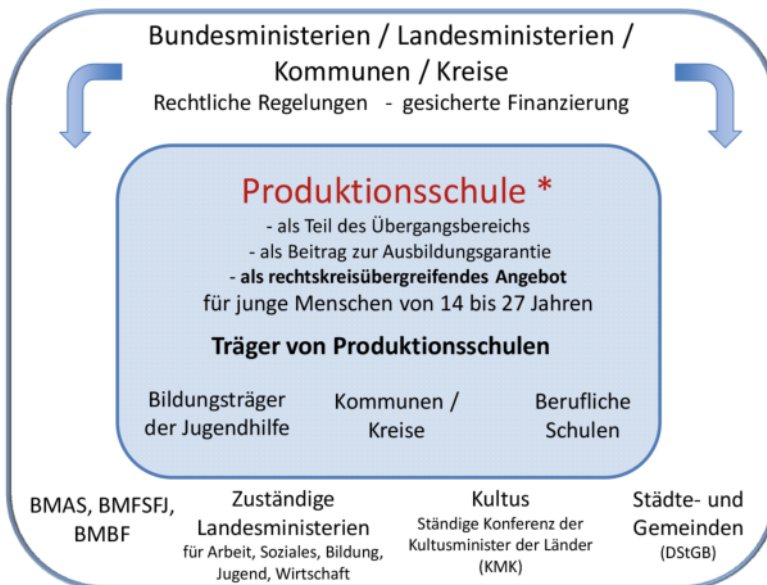 Bundesministerien / Landesministerien /
Kommunen / Kreise
Rechtliche Regelungen - gesicherte Finanzierung
Produktionsschule *
- als Teil des Übergangsbereichs
- als Beitrag zur Ausbildungsgarantie
- als rechtskreisübergreifendes Angebot
für junge Menschen von 14 bis 27 Jahren
Träger von Produktionsschulen
Bildungsträger
der Jugendhilfe
Kommunen /
Kreise
Berufliche
Schulen
BMAS, BMFSFJ,
BMBF
Zuständige
Landesministerien
für Arbeit, Soziales, Bildung,
Jugend, Wirtschaft
Kultus
Ständige Konferenz der
Kultusminister der Länder
(KMK)
Städte- und
Gemeinden
(DStGB)